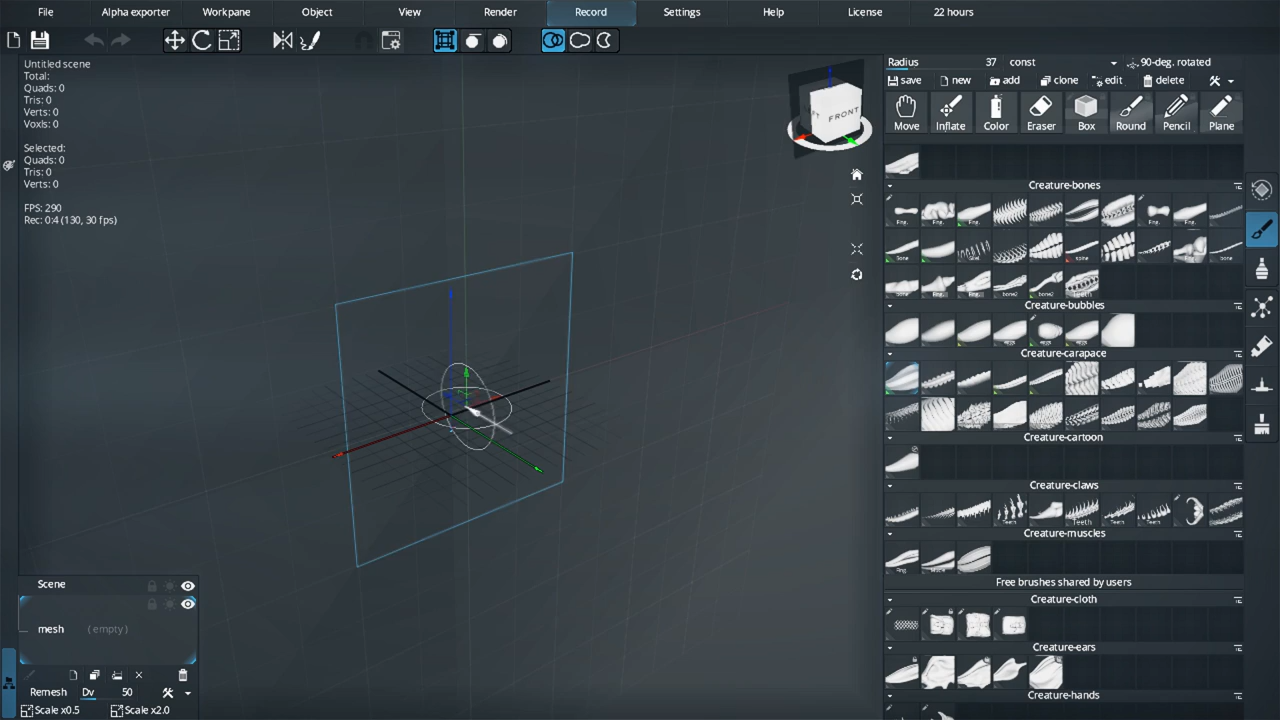 File Alpha exporter Workpane Object View Render Record Settings Help License 22 hours
Untitled scene
Total:
Quads: 0
Tris: 0
Verts: 0
Voxls: 0
Selected:
Quads: 0
Tris: 0
Verts: 0
FPS: 290
Rec: 0:4 (130, 30 fps)
FRONT
Radius 37 const 90-deg. rotated
save new add clone edit delete
Move Inflate Color Eraser Box Round Pencil Plane
Creature-bones
Creature-bubbles
Creature-carapace
Creature-cartoon
Creature-claws
Teeth Teeth Teeth Teeth
Creature-muscles
Free brushes shared by users
Creature-cloth
Creature-ears
Creature-hands
Scene
mesh (empty)
Remesh Dv 50
Scale x0.5 Scale x2.0